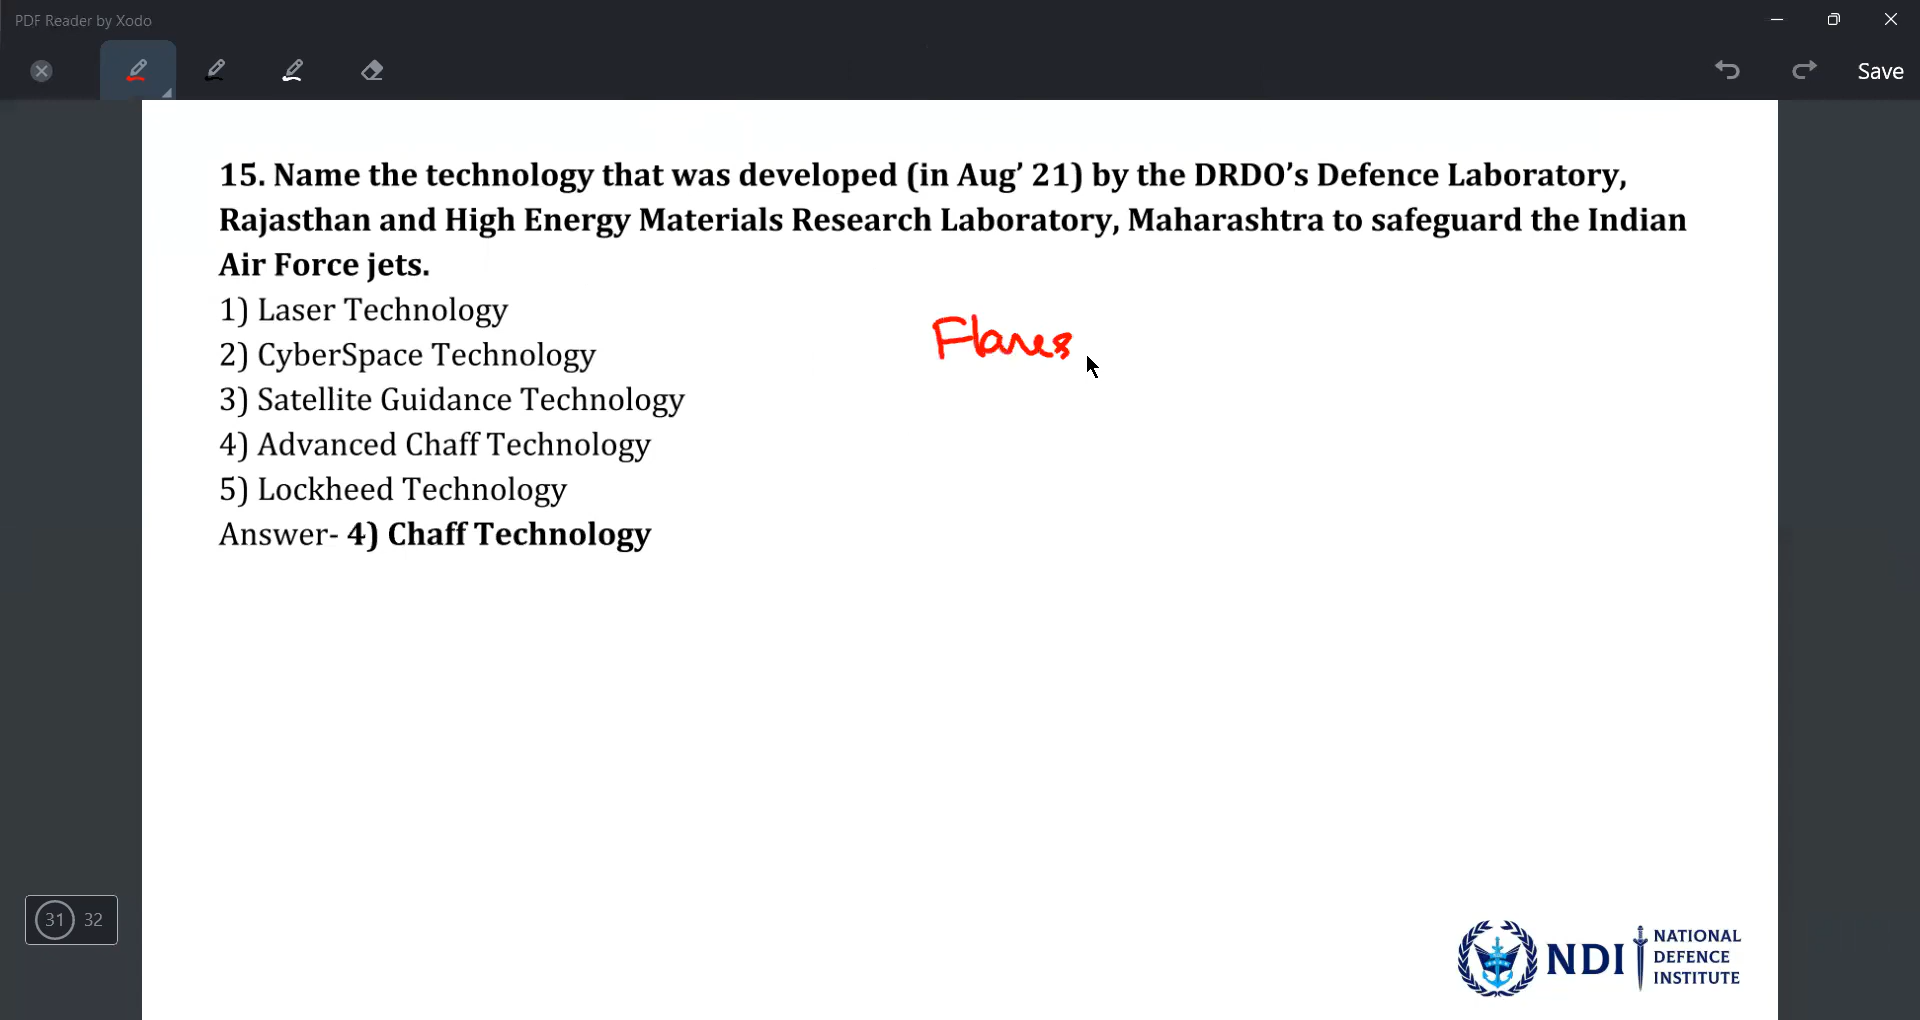 PDF Reader by Xodo
Save
15. Name the technology that was developed (in Aug’ 21) by the DRDO’s Defence Laboratory,
Rajasthan and High Energy Materials Research Laboratory, Maharashtra to safeguard the Indian
Air Force jets.
1) Laser Technology
2) CyberSpace Technology
3) Satellite Guidance Technology
4) Advanced Chaff Technology
5) Lockheed Technology
Answer- 4) Chaff Technology
Flares
31 32
NDI
NATIONAL
DEFENCE
INSTITUTE